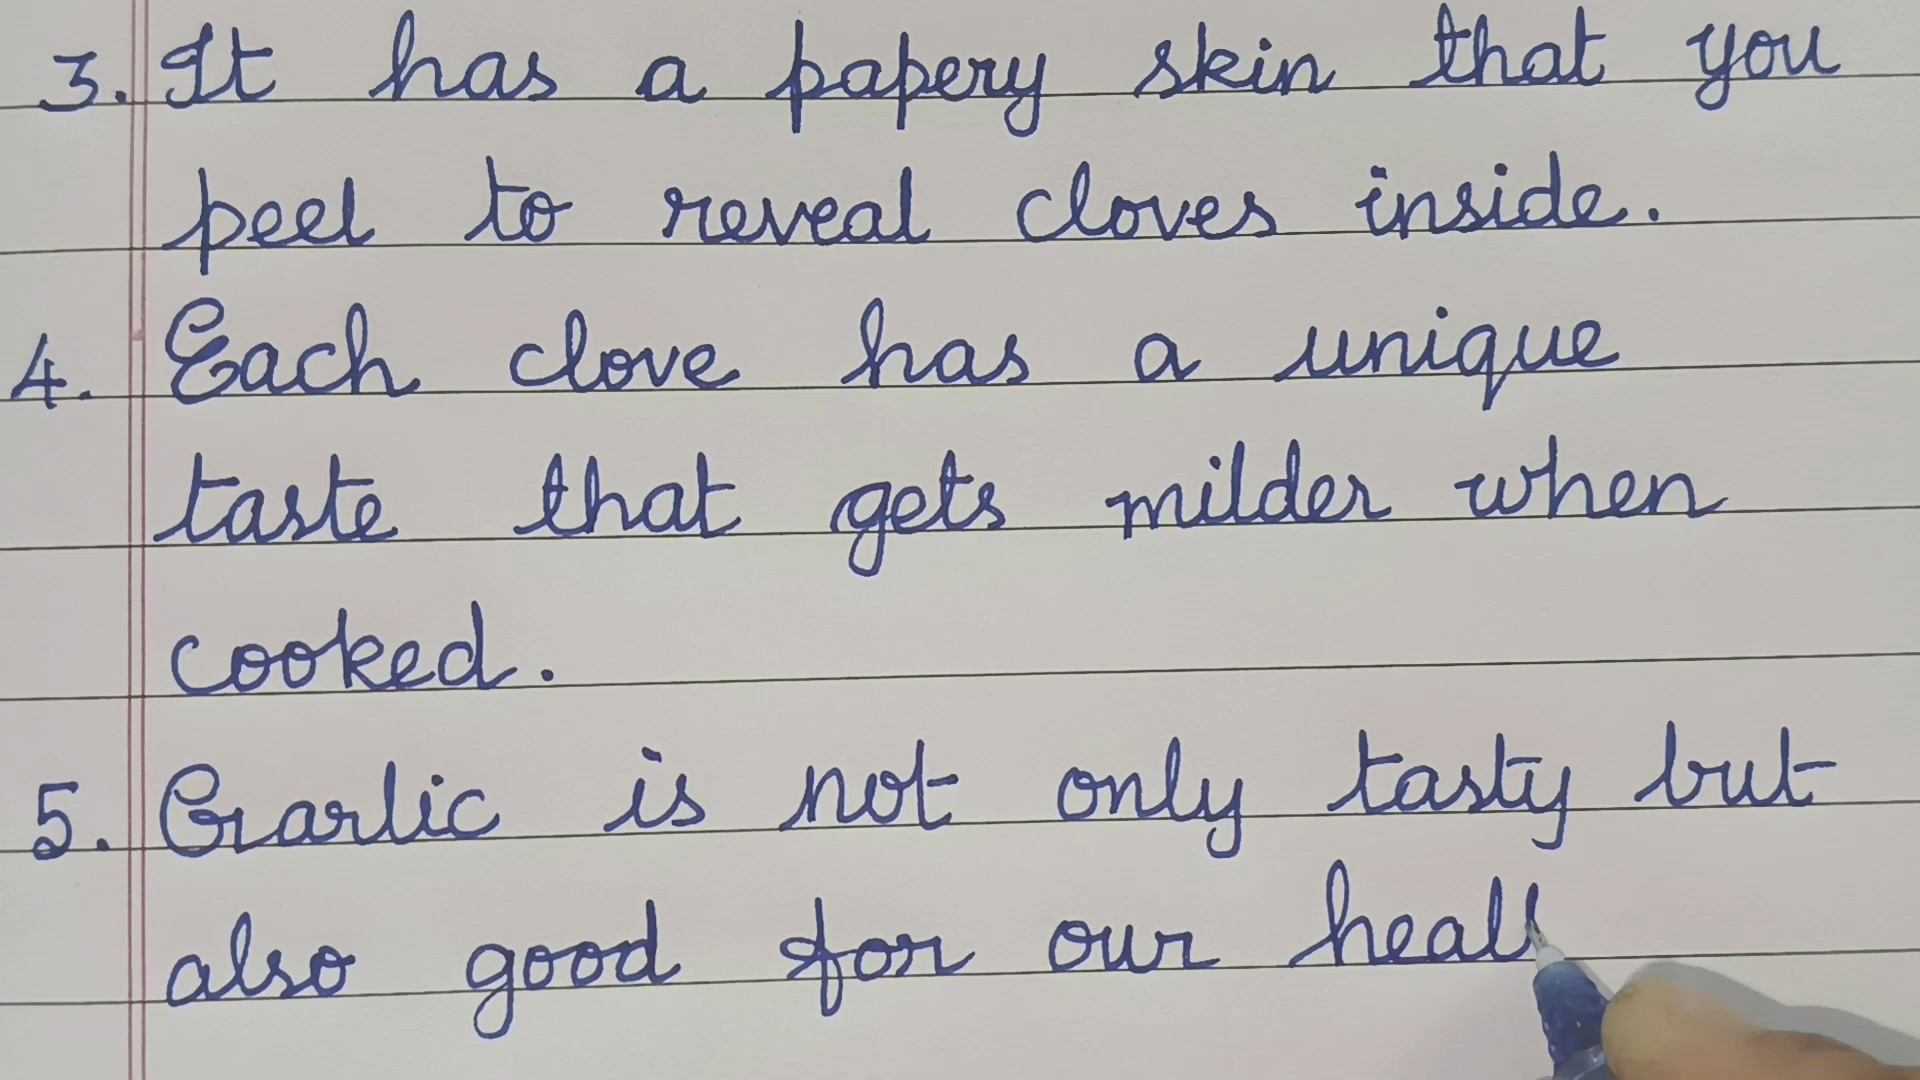 3. It has a papery skin that you
peel to reveal cloves inside.
4. Each clove has a unique
taste that gets milder when
cooked.
5. Garlic is not only tasty but
also good for our